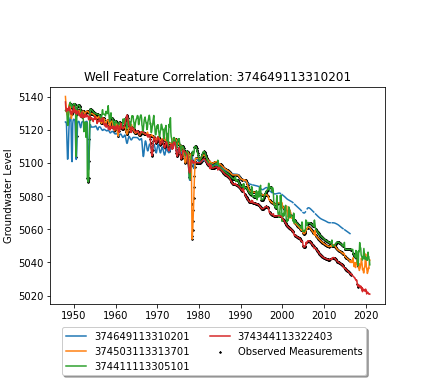 Well Feature Correlation: 374649113310201
5140
5120
5100
5080
5060
5040
5020
Groundwater Level
1950 1960 1970 1980 1990 2000 2010 2020
374649113310201 374344113322403
374503113313701 Observed Measurements
374411113305101